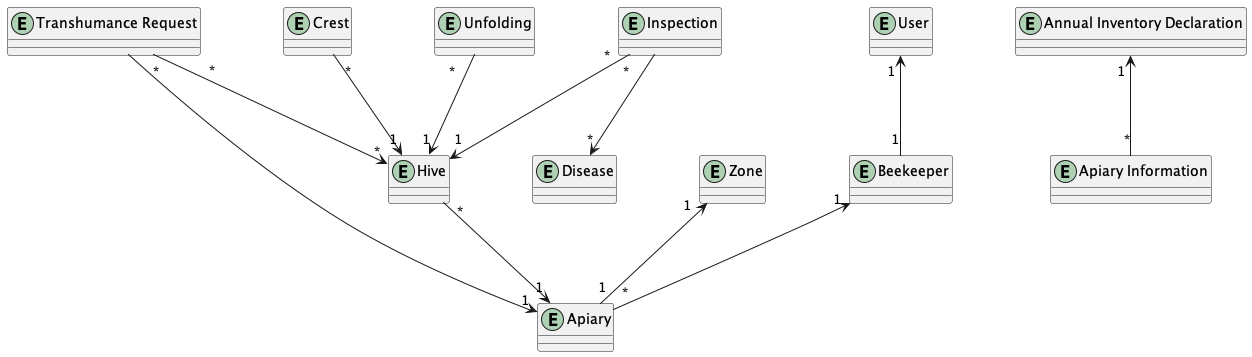 E Transhumance Request
E Crest
E Unfolding
E Inspection
E User
E Annual Inventory Declaration
* * * * * * 1 1
* 1 1 1 * 1 *
E Hive
E Disease
E Zone
E Beekeeper
E Apiary Information
* 1 1
1 1 1 *
E Apiary